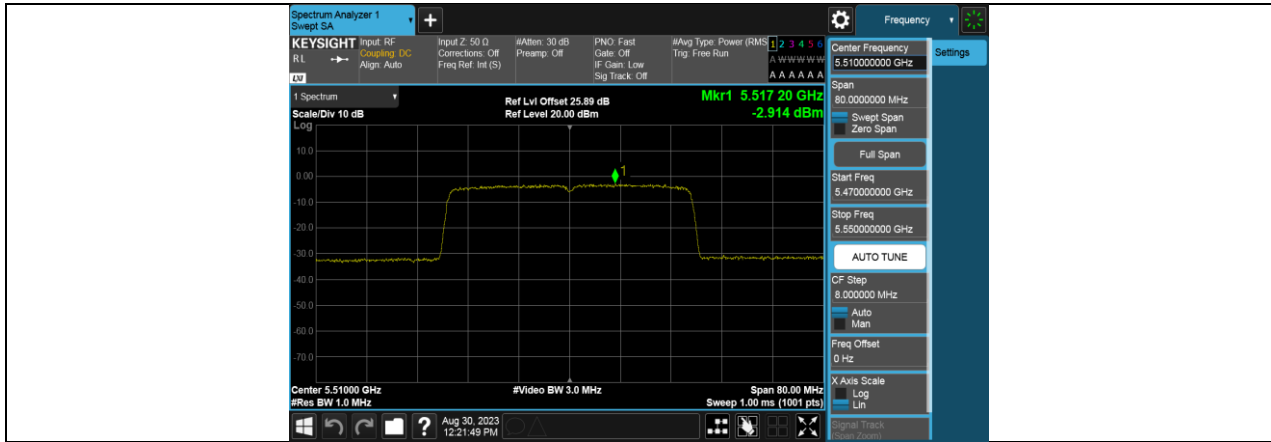 Spectrum Analyzer 1
Swept SA
Frequency
KEYSIGHT
Input: RF
Coupling: DC
Align: Auto
Input Z: 50 Ω
Corrections: Off
Freq Ref: Int (S)
#Atten: 30 dB
Preamp: Off
PNO: Fast
Gate: Off
IF Gain: Low
Sig Track: Off
#Avg Type: Power (RMS
Trig: Free Run
1 2 3 4 5 6
A W W W W W
A A A A A A
R L
LXI
1 Spectrum
Scale/Div 10 dB
Ref Lvl Offset 25.89 dB
Ref Level 20.00 dBm
Mkr1 5.517 20 GHz
-2.914 dBm
Log
10.0
0.00
-10.0
-20.0
-30.0
-40.0
-50.0
-60.0
-70.0
1
Center 5.51000 GHz
#Res BW 1.0 MHz
#Video BW 3.0 MHz
Span 80.00 MHz
Sweep 1.00 ms (1001 pts)
?
Aug 30, 2023
12:21:49 PM
Center Frequency
5.510000000 GHz
Settings
Span
80.0000000 MHz
Swept Span
Zero Span
Full Span
Start Freq
5.470000000 GHz
Stop Freq
5.550000000 GHz
AUTO TUNE
CF Step
8.000000 MHz
Auto
Man
Freq Offset
0 Hz
X Axis Scale
Log
Lin
Signal Track
(Span Zoom)